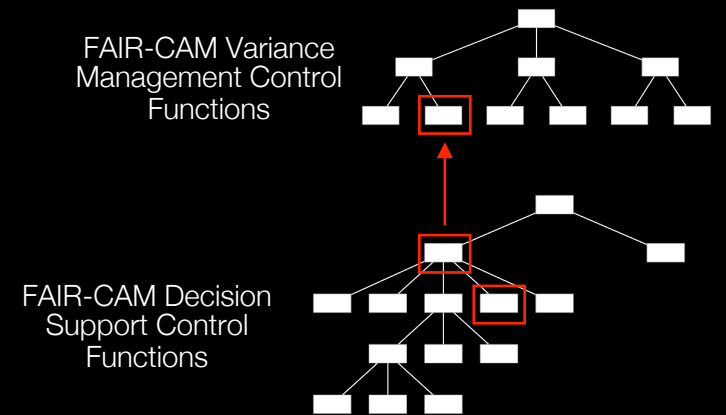 FAIR-CAM Variance
Management Control
Functions
FAIR-CAM Decision
Support Control
Functions